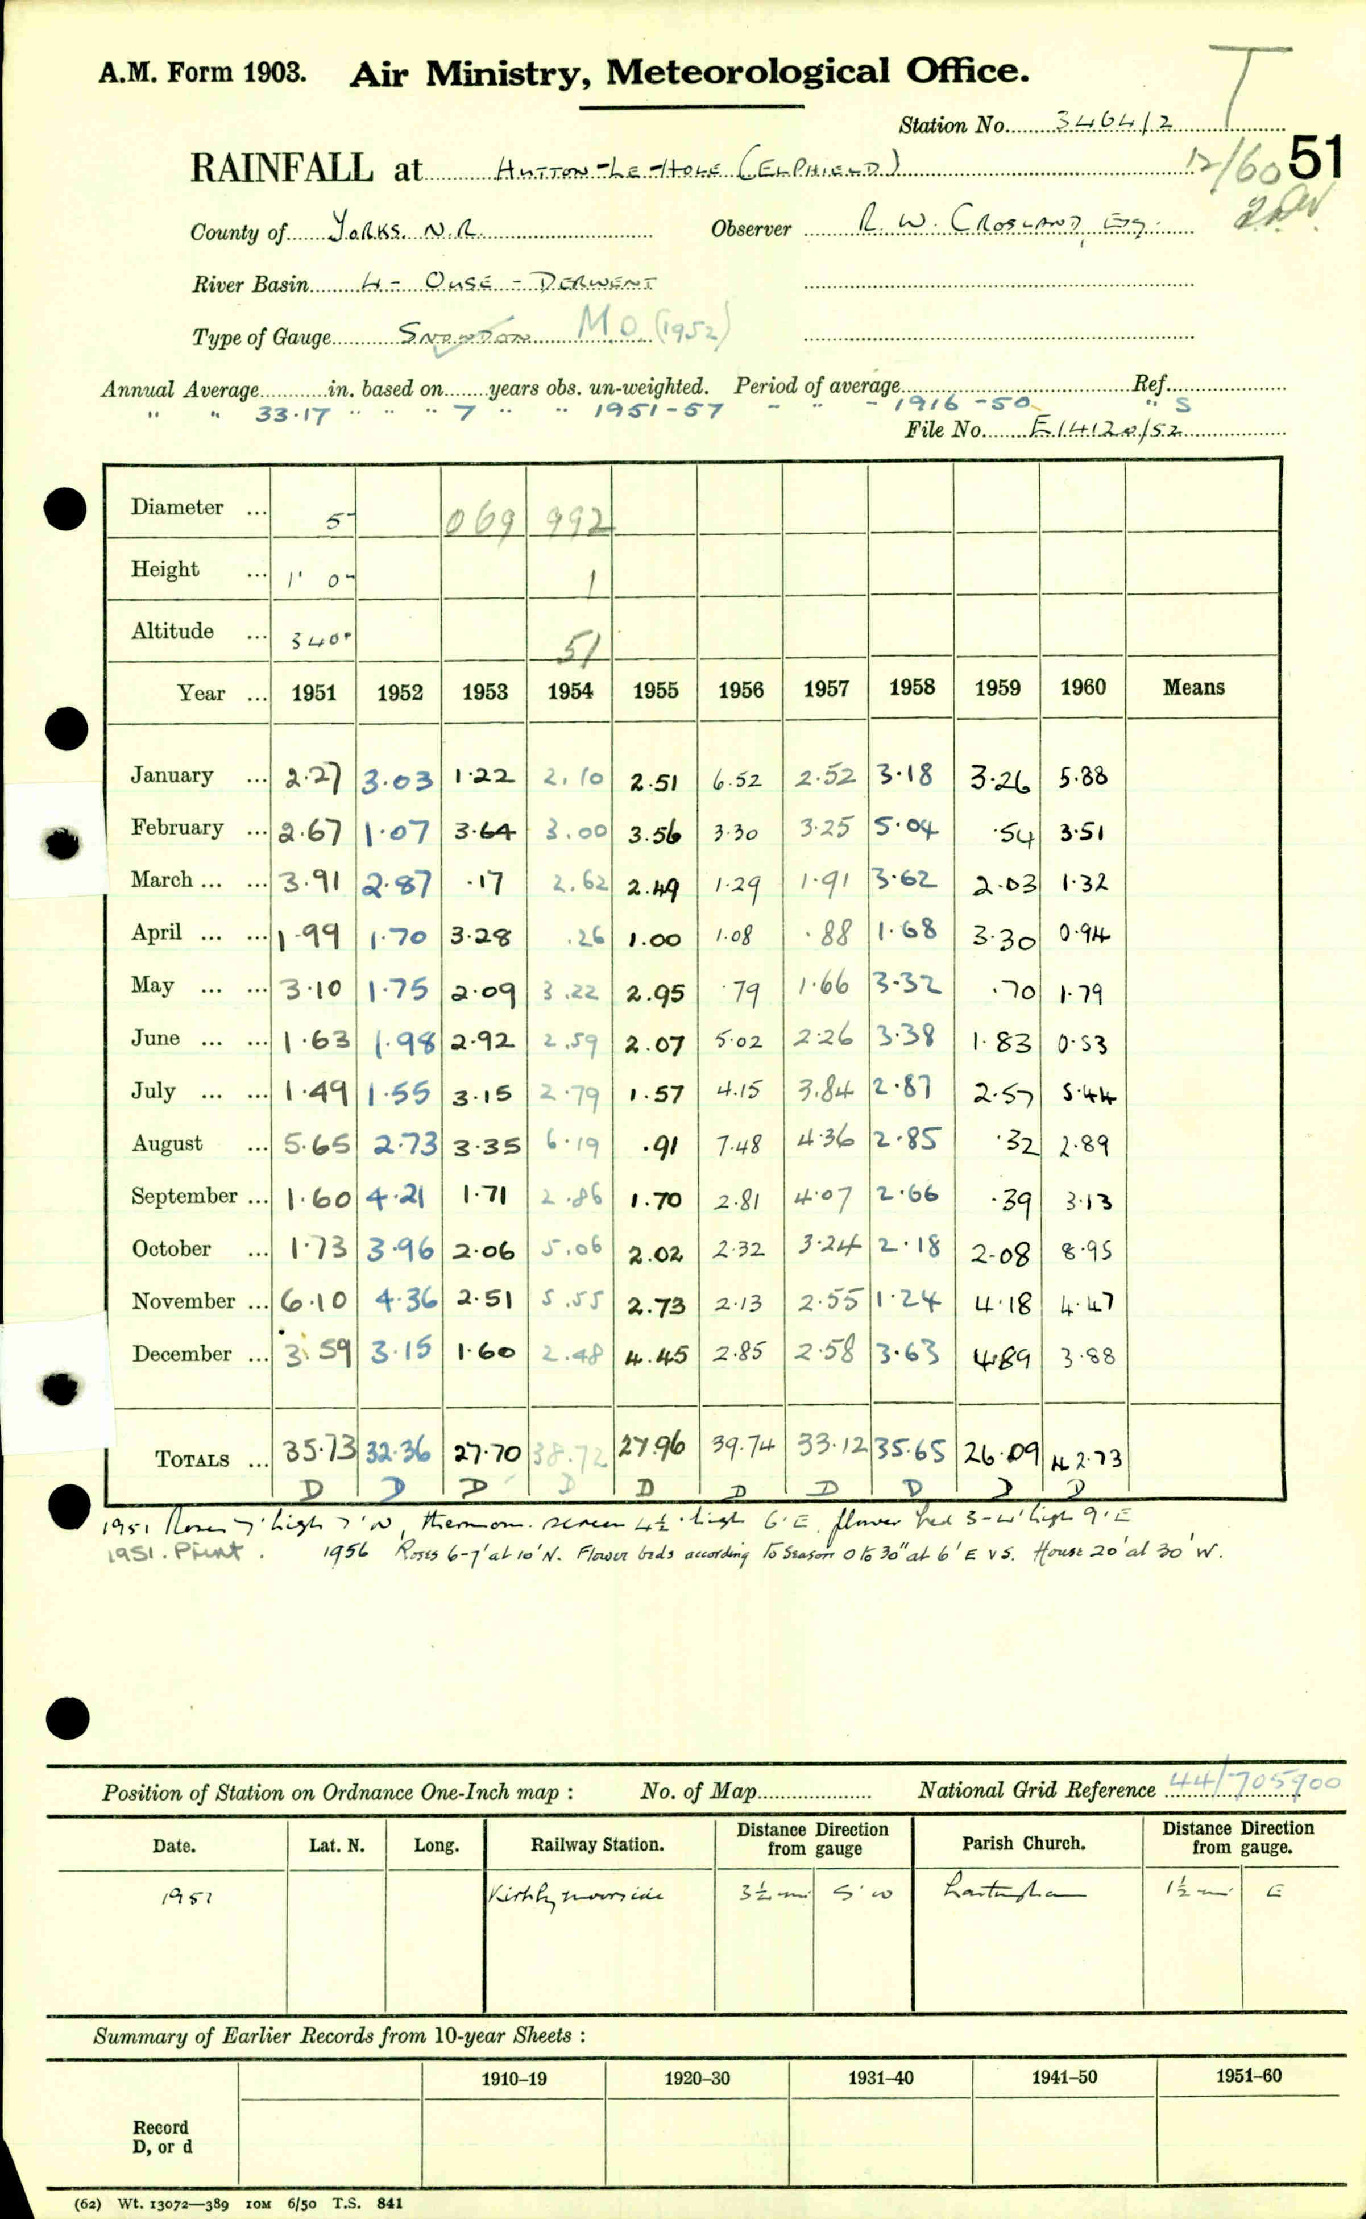 A.M. Form 1903. Air Ministry, Meteorological Office.
T
Station No. 3464/2
RAINFALL at HUTTON-LE-HOLE (ELPHIELD) 12/60 51
County of YORKS. N.R. Observer R. W. CROSLAND, ESQ.
River Basin 4 - OUSE - DERWENT
Type of Gauge SNOWDON M.O. (1952)
Annual Average in. based on years obs. un-weighted. Period of average Ref.
" " 33.17 " " " 7 " " 1951-57 " " - 1916-50 " S
File No. E14120/52
Diameter ... 5" 069 992
Height ... 1' 0" 1
Altitude ... 340' 51
Year ... 1951 1952 1953 1954 1955 1956 1957 1958 1959 1960 Means
January ... 2.27 3.03 1.22 2.10 2.51 6.52 2.52 3.18 3.26 5.88
February ... 2.67 1.07 3.64 3.00 3.56 3.30 3.25 5.04 .54 3.51
March ... ... 3.91 2.87 .17 2.62 2.49 1.29 1.91 3.62 2.03 1.32
April ... ... 1.99 1.70 3.28 .26 1.00 1.08 .88 1.68 3.30 0.94
May ... ... 3.10 1.75 2.09 3.22 2.95 .79 1.66 3.32 .70 1.79
June ... ... 1.63 1.98 2.92 2.59 2.07 5.02 2.26 3.38 1.83 0.53
July ... ... 1.49 1.55 3.15 2.79 1.57 4.15 3.84 2.87 2.57 5.44
August ... 5.65 2.73 3.35 6.19 .91 7.48 4.36 2.85 .32 2.89
September ... 1.60 4.21 1.71 2.86 1.70 2.81 4.07 2.66 .39 3.13
October ... 1.73 3.96 2.06 5.06 2.02 2.32 3.24 2.18 2.08 8.95
November ... 6.10 4.36 2.51 5.55 2.73 2.13 2.55 1.24 4.18 4.47
December ... 3.59 3.15 1.60 2.48 4.45 2.85 2.58 3.63 4.89 3.88
TOTALS ... 35.73 32.36 27.70 38.72 27.96 39.74 33.12 35.65 26.09 42.73
D D D D D D D D D D
1951 Roses 7' high 7' N, thermom. screen 4½' high 6' E, flower bed 3-4' high 9' E
1951. Print. 1956 Roses 6-7' at 10' N. Flower beds according to Season 0 to 30" at 6' E & S. House 20' at 30' W.
Position of Station on Ordnance One-Inch map : No. of Map National Grid Reference 44/705900
Date. Lat. N. Long. Railway Station. Distance from gauge Direction Parish Church. Distance from gauge. Direction
1951 Kirkbymoorside 3½ mi S W Lastingham 1½ mi E
Summary of Earlier Records from 10-year Sheets :
1910-19 1920-30 1931-40 1941-50 1951-60
Record
D, or d
(62) Wt. 13072—389 10M 6/50 T.S. 841